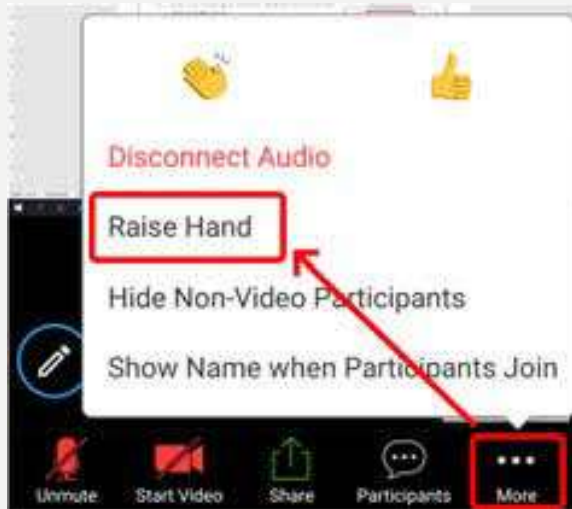 Disconnect Audio
Raise Hand
Hide Non-Video Participants
Show Name when Participants Join
Unmute Start Video Share Participants More